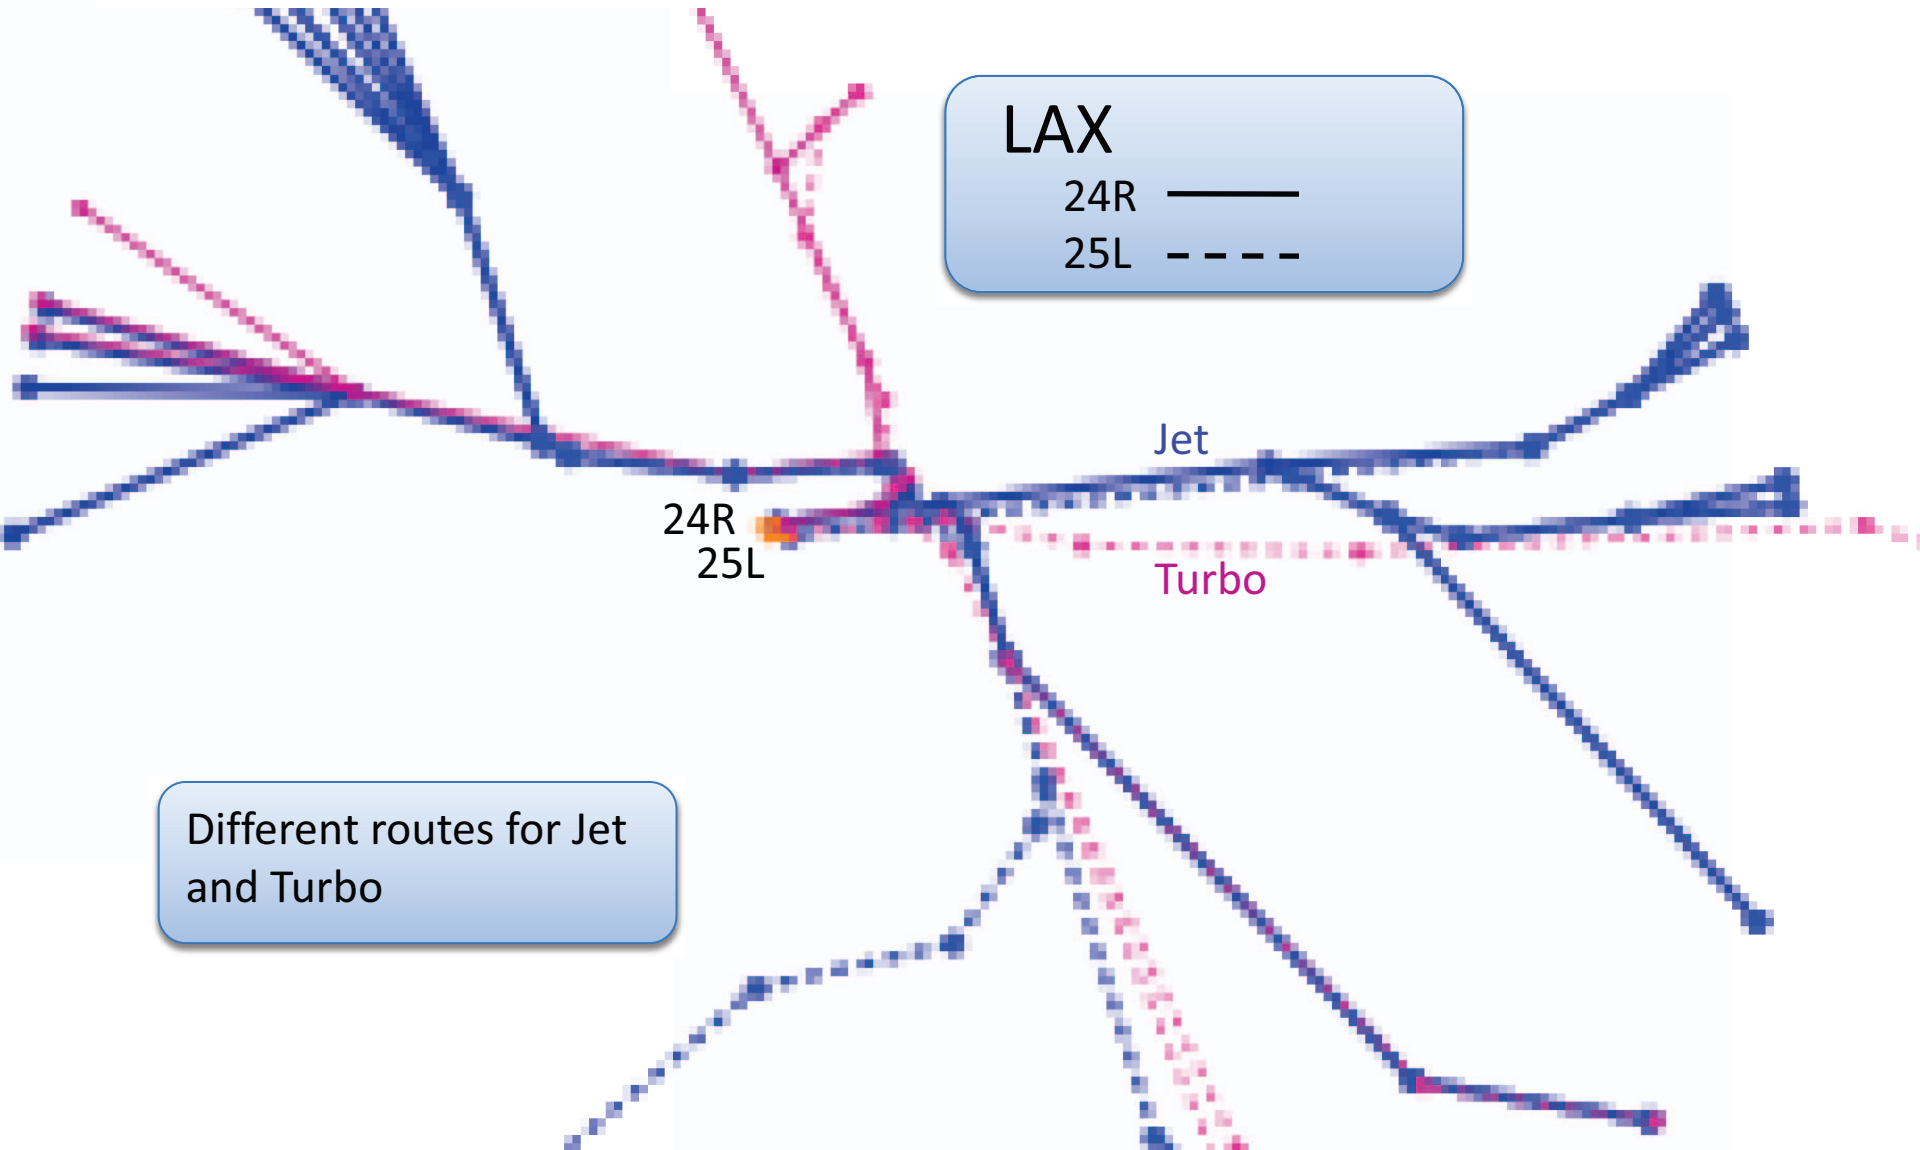 LAX
24R
25L
Jet
24R
25L
Turbo
Different routes for Jet
and Turbo